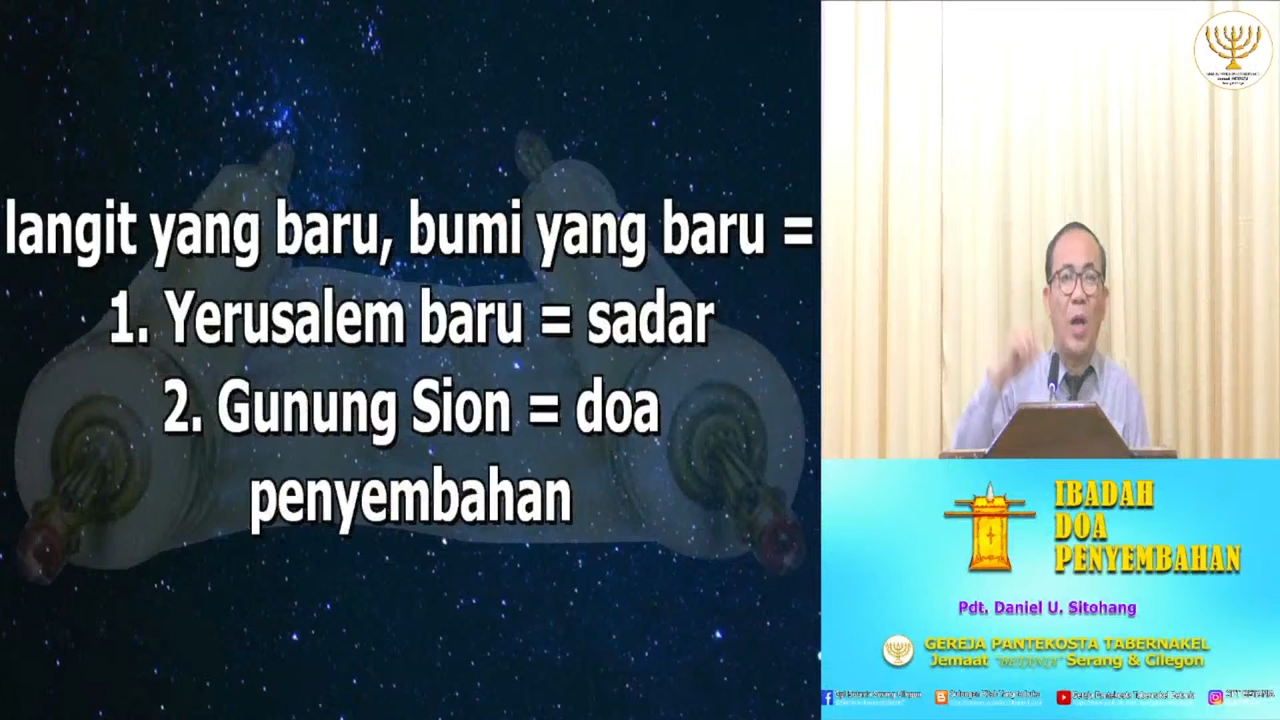 langit yang baru, bumi yang baru =
1. Yerusalem baru = sadar
2. Gunung Sion = doa
penyembahan
IBADAH
DOA
PENYEMBAHAN
Pdt. Daniel U. Sitohang
GEREJA PANTEKOSTA TABERNAKEL
Jemaat "BETANIA" Serang & Cilegon